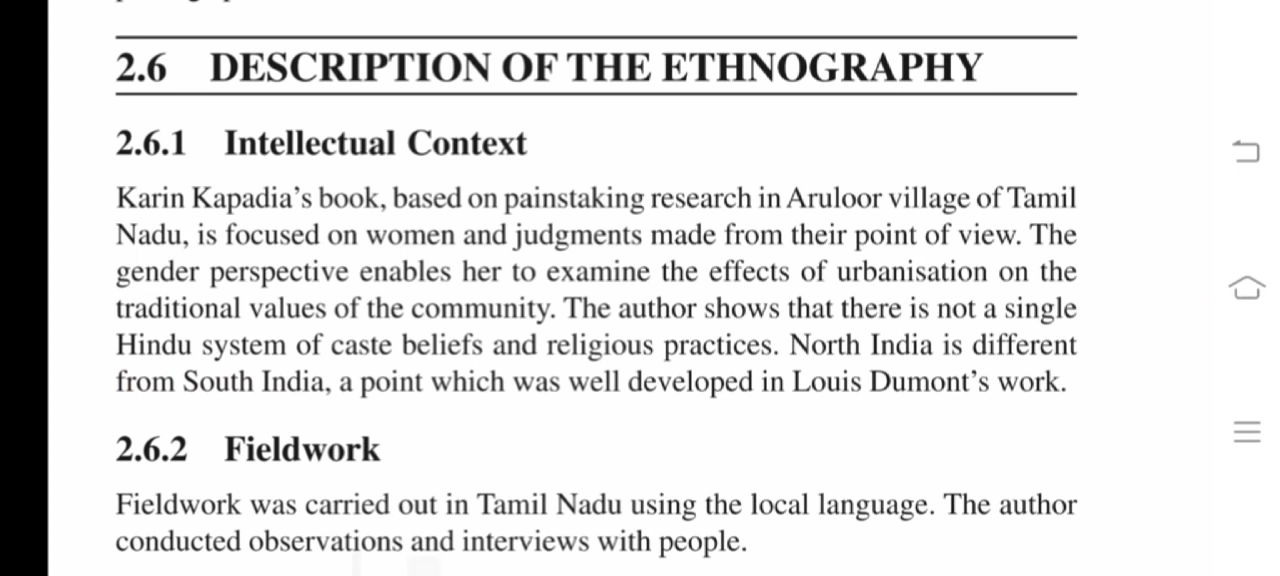 2.6 DESCRIPTION OF THE ETHNOGRAPHY
2.6.1 Intellectual Context
Karin Kapadia's book, based on painstaking research in Aruloor village of Tamil
Nadu, is focused on women and judgments made from their point of view. The
gender perspective enables her to examine the effects of urbanisation on the
traditional values of the community. The author shows that there is not a single
Hindu system of caste beliefs and religious practices. North India is different
from South India, a point which was well developed in Louis Dumont's work.
2.6.2 Fieldwork
Fieldwork was carried out in Tamil Nadu using the local language. The author
conducted observations and interviews with people.